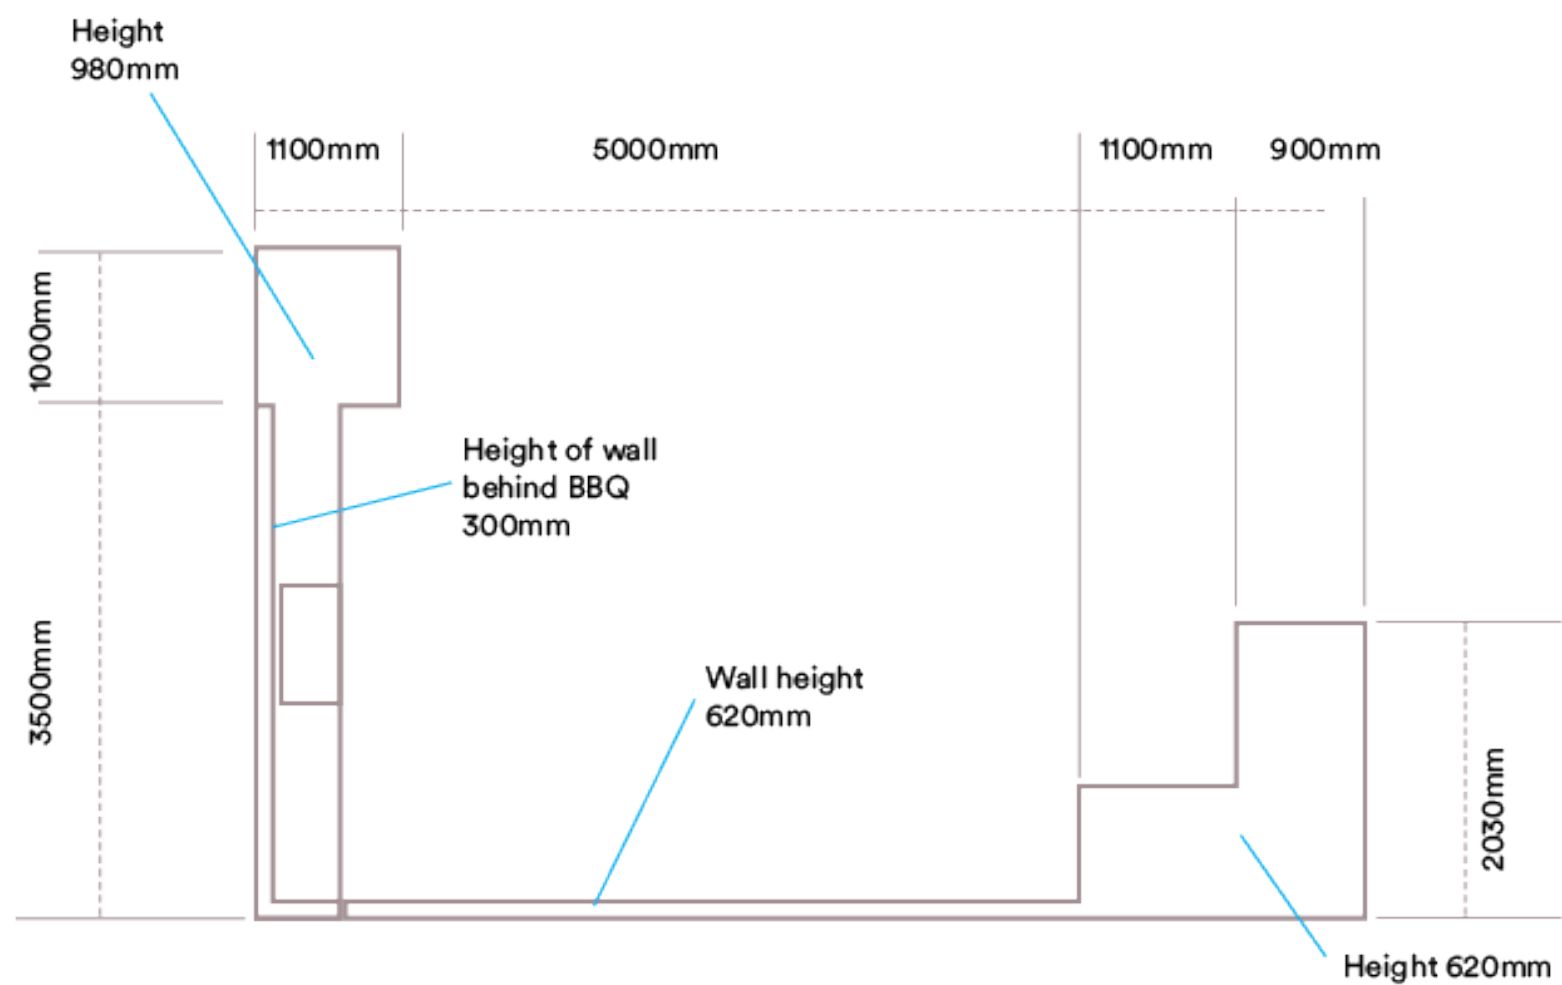 Height
980mm
1100mm
5000mm
1100mm
900mm
1000mm
Height of wall
behind BBQ
300mm
3500mm
Wall height
620mm
2030mm
Height 620mm